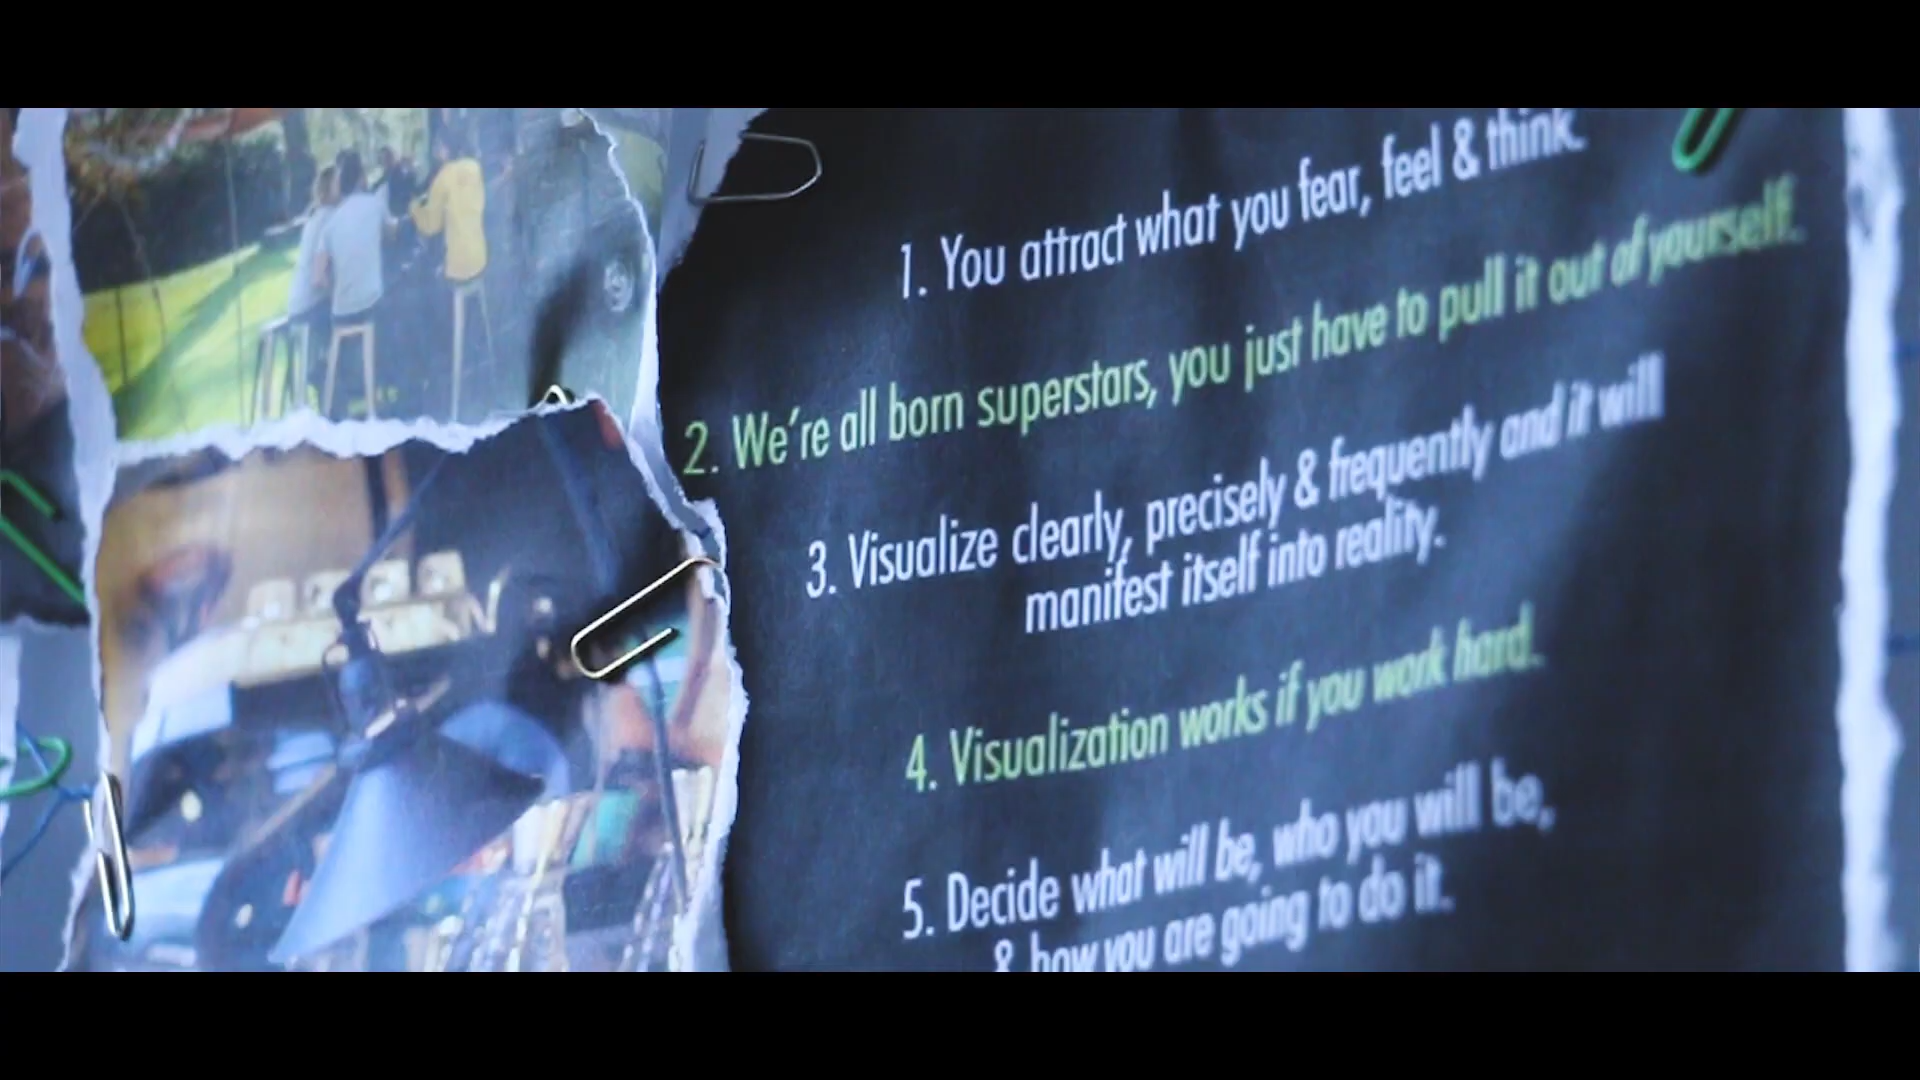 1. You attract what you fear, feel & think.
2. We're all born superstars, you just have to pull it out of yourself.
3. Visualize clearly, precisely & frequently and it will
manifest itself into reality.
4. Visualization works if you work hard.
5. Decide what will be, who you will be,
& how you are going to do it.